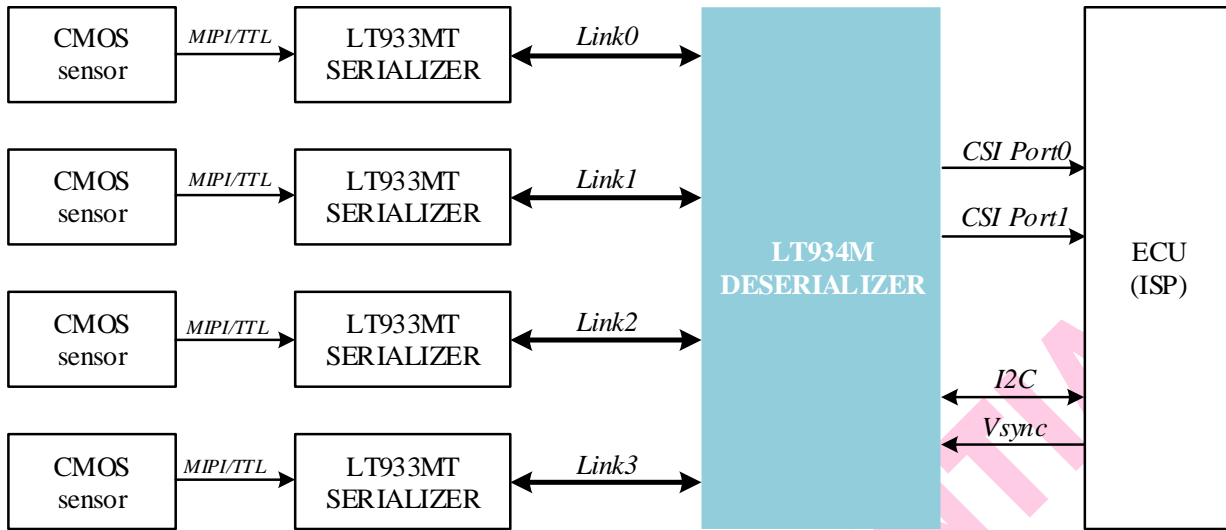 CMOS
sensor
MIPI/TTL
LT933MT
SERIALIZER
Link0
CMOS
sensor
MIPI/TTL
LT933MT
SERIALIZER
Link1
CMOS
sensor
MIPI/TTL
LT933MT
SERIALIZER
Link2
CMOS
sensor
MIPI/TTL
LT933MT
SERIALIZER
Link3
LT934M
DESERIALIZER
CSI Port0
CSI Port1
I2C
Vsync
ECU
(ISP)